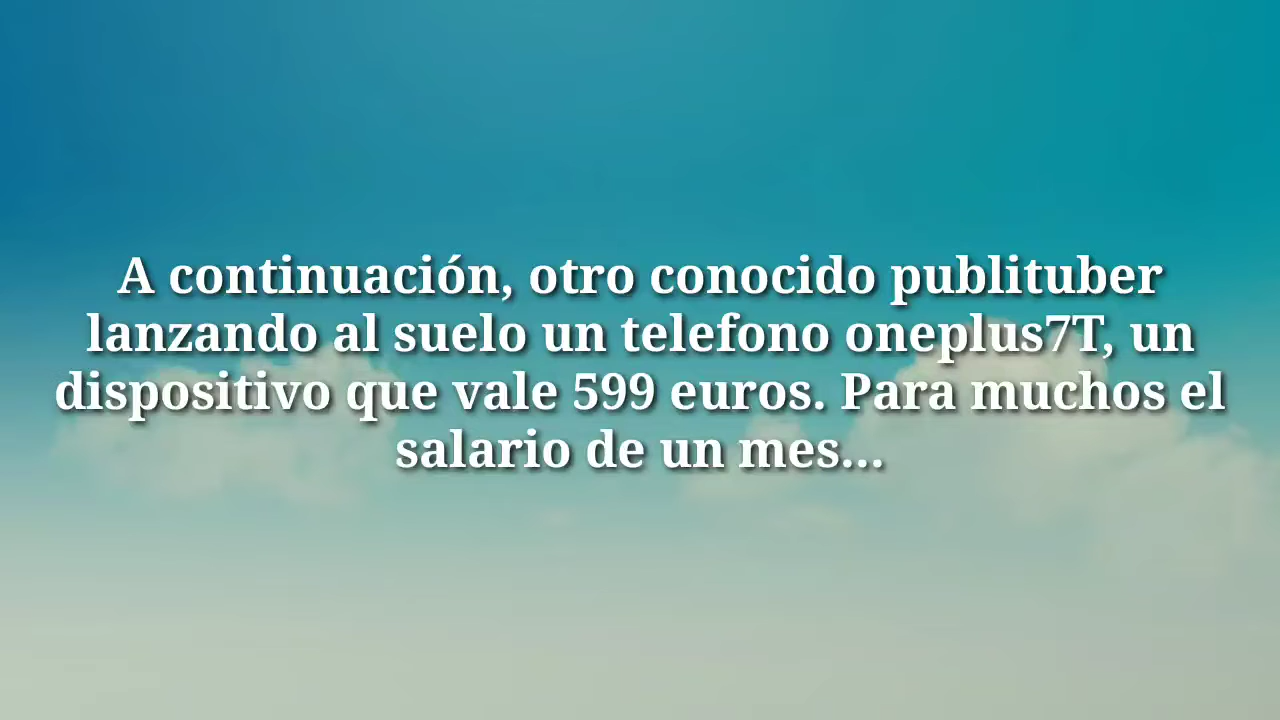 A continuación, otro conocido publituber
lanzando al suelo un telefono oneplus7T, un
dispositivo que vale 599 euros. Para muchos el
salario de un mes...